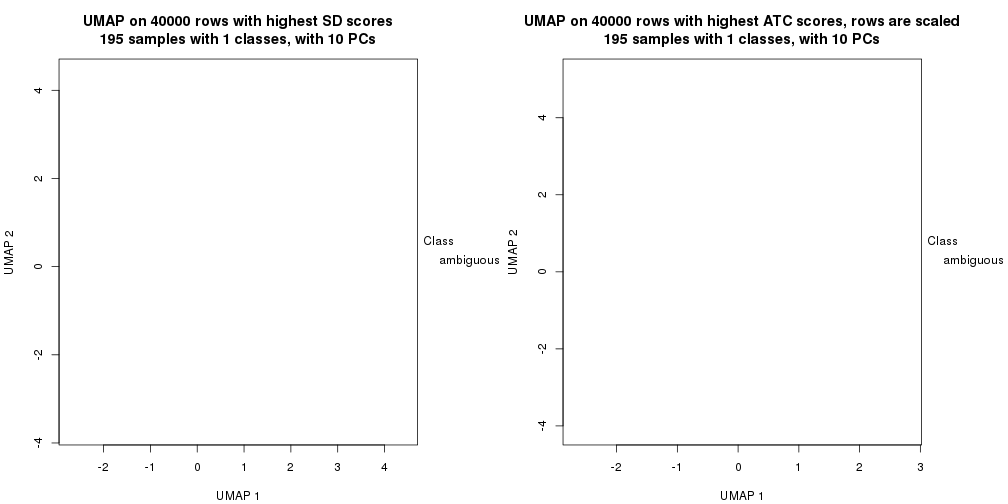 UMAP on 40000 rows with highest SD scores
195 samples with 1 classes, with 10 PCs
4
2
0
-2
-4
UMAP 2
-2
-1
0
1
2
3
4
UMAP 1
Class
ambiguous
UMAP on 40000 rows with highest ATC scores, rows are scaled
195 samples with 1 classes, with 10 PCs
4
2
0
-2
-4
UMAP 2
-2
-1
0
1
2
3
UMAP 1
Class
ambiguous